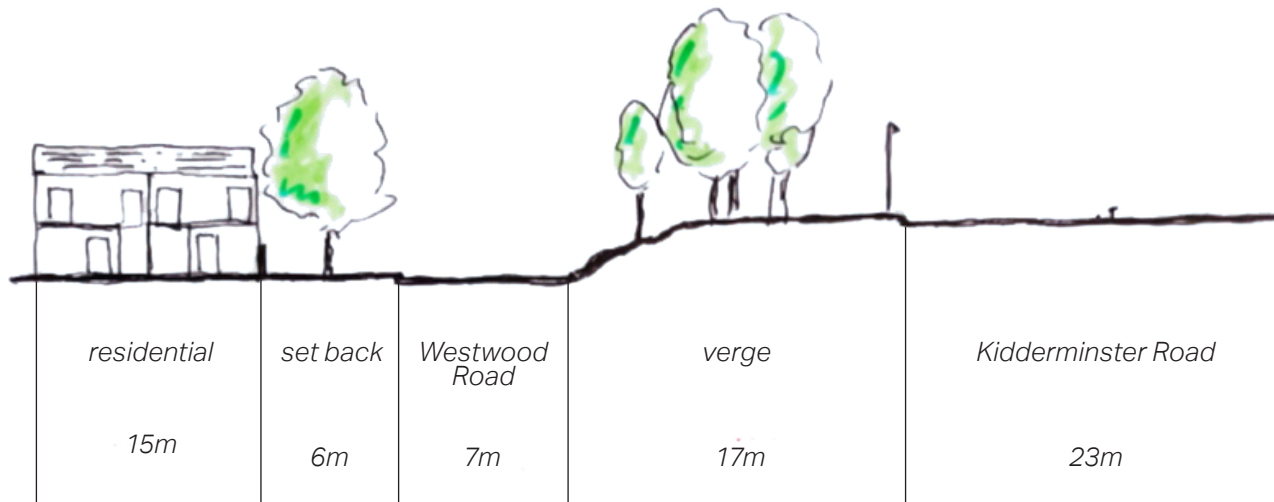 residential
set back
Westwood
Road
verge
Kidderminster Road
15m
6m
7m
17m
23m